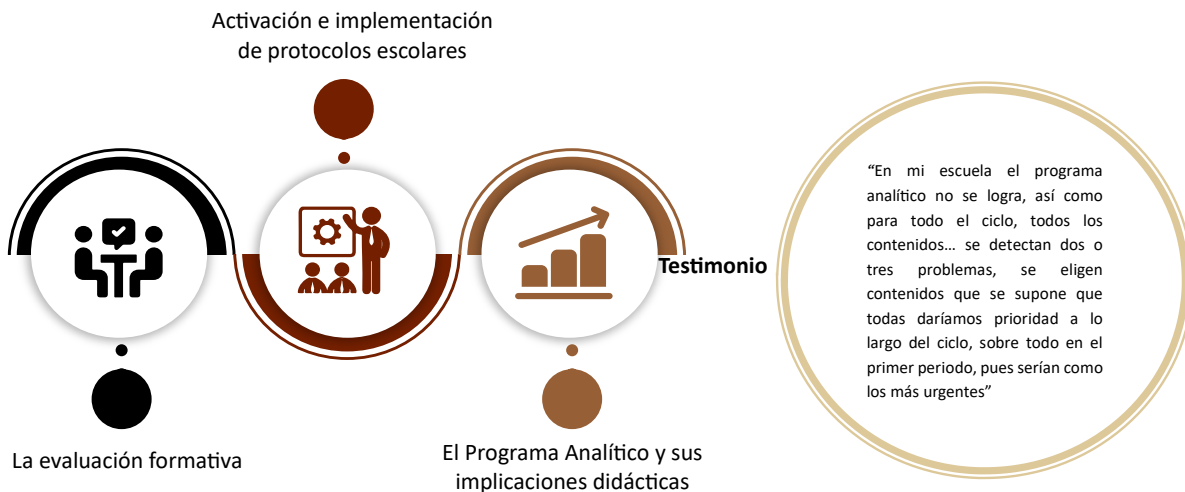 Activación e implementación
de protocolos escolares
La evaluación formativa
El Programa Analítico y sus
implicaciones didácticas
Testimonio
“En mi escuela el programa
analítico no se logra, así como
para todo el ciclo, todos los
contenidos... se detectan dos o
tres problemas, se eligen
contenidos que se supone que
todas daríamos prioridad a lo
largo del ciclo, sobre todo en el
primer periodo, pues serían como
los más urgentes”